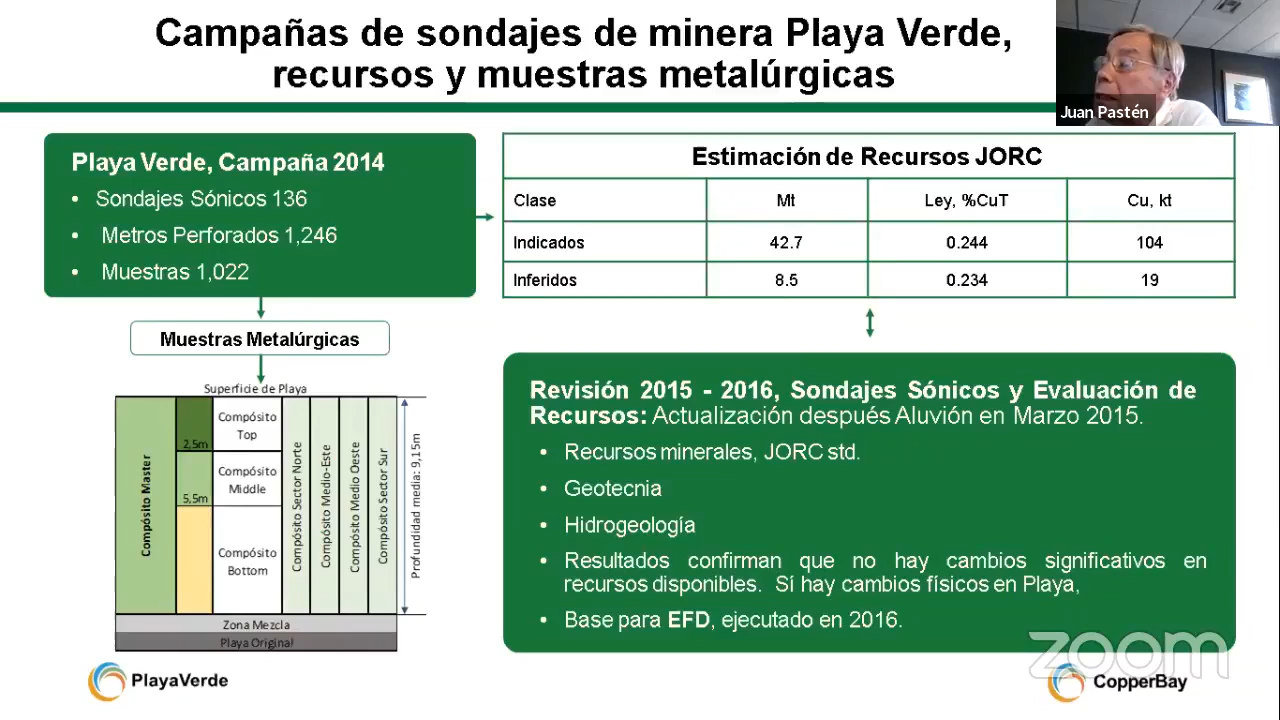 Campañas de sondajes de minera Playa Verde,
recursos y muestras metalúrgicas
Juan Pastén
Playa Verde, Campaña 2014
• Sondajes Sónicos 136
• Metros Perforados 1,246
• Muestras 1,022
Estimación de Recursos JORC
Clase Mt Ley, %CuT Cu, kt
Indicados 42.7 0.244 104
Inferidos 8.5 0.234 19
Muestras Metalúrgicas
Superficie de Playa
Compósito Master
2,5m
5,5m
Compósito
Top
Compósito
Middle
Compósito
Bottom
Compósito Sector Norte
Compósito Medio-Este
Compósito Medio Oeste
Compósito Sector Sur
Profundidad media: 9,15m
Zona Mezcla
Playa Original
Revisión 2015 - 2016, Sondajes Sónicos y Evaluación de
Recursos: Actualización después Aluvión en Marzo 2015.
• Recursos minerales, JORC std.
• Geotecnia
• Hidrogeología
• Resultados confirman que no hay cambios significativos en
recursos disponibles. Sí hay cambios físicos en Playa,
• Base para EFD, ejecutado en 2016.
zoom
PlayaVerde
CopperBay